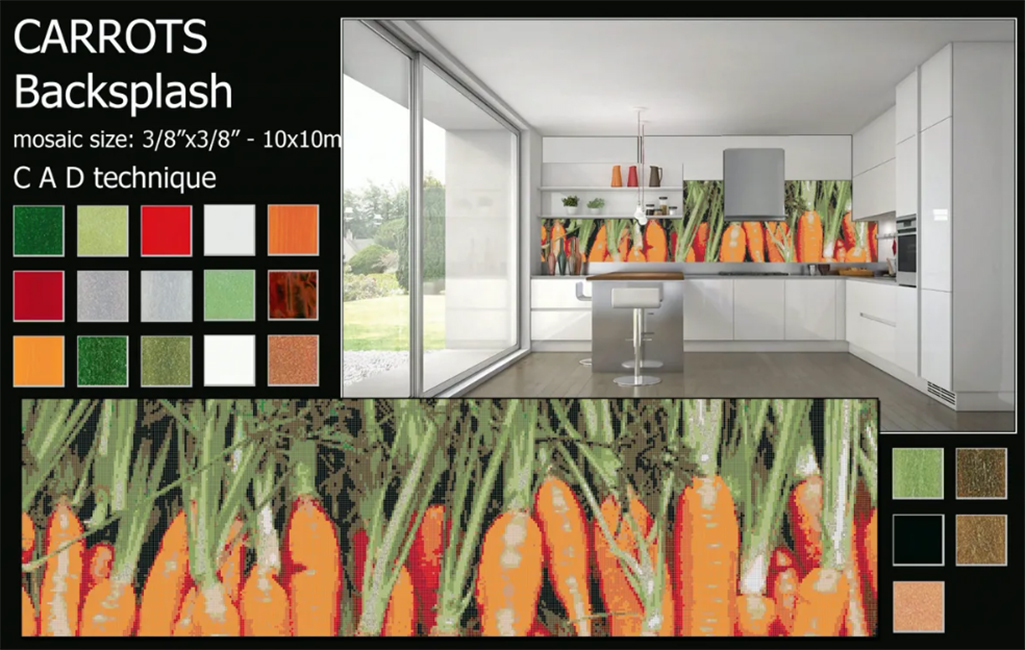 CARROTS
Backsplash
mosaic size: 3/8”x3/8” - 10x10m
C A D technique